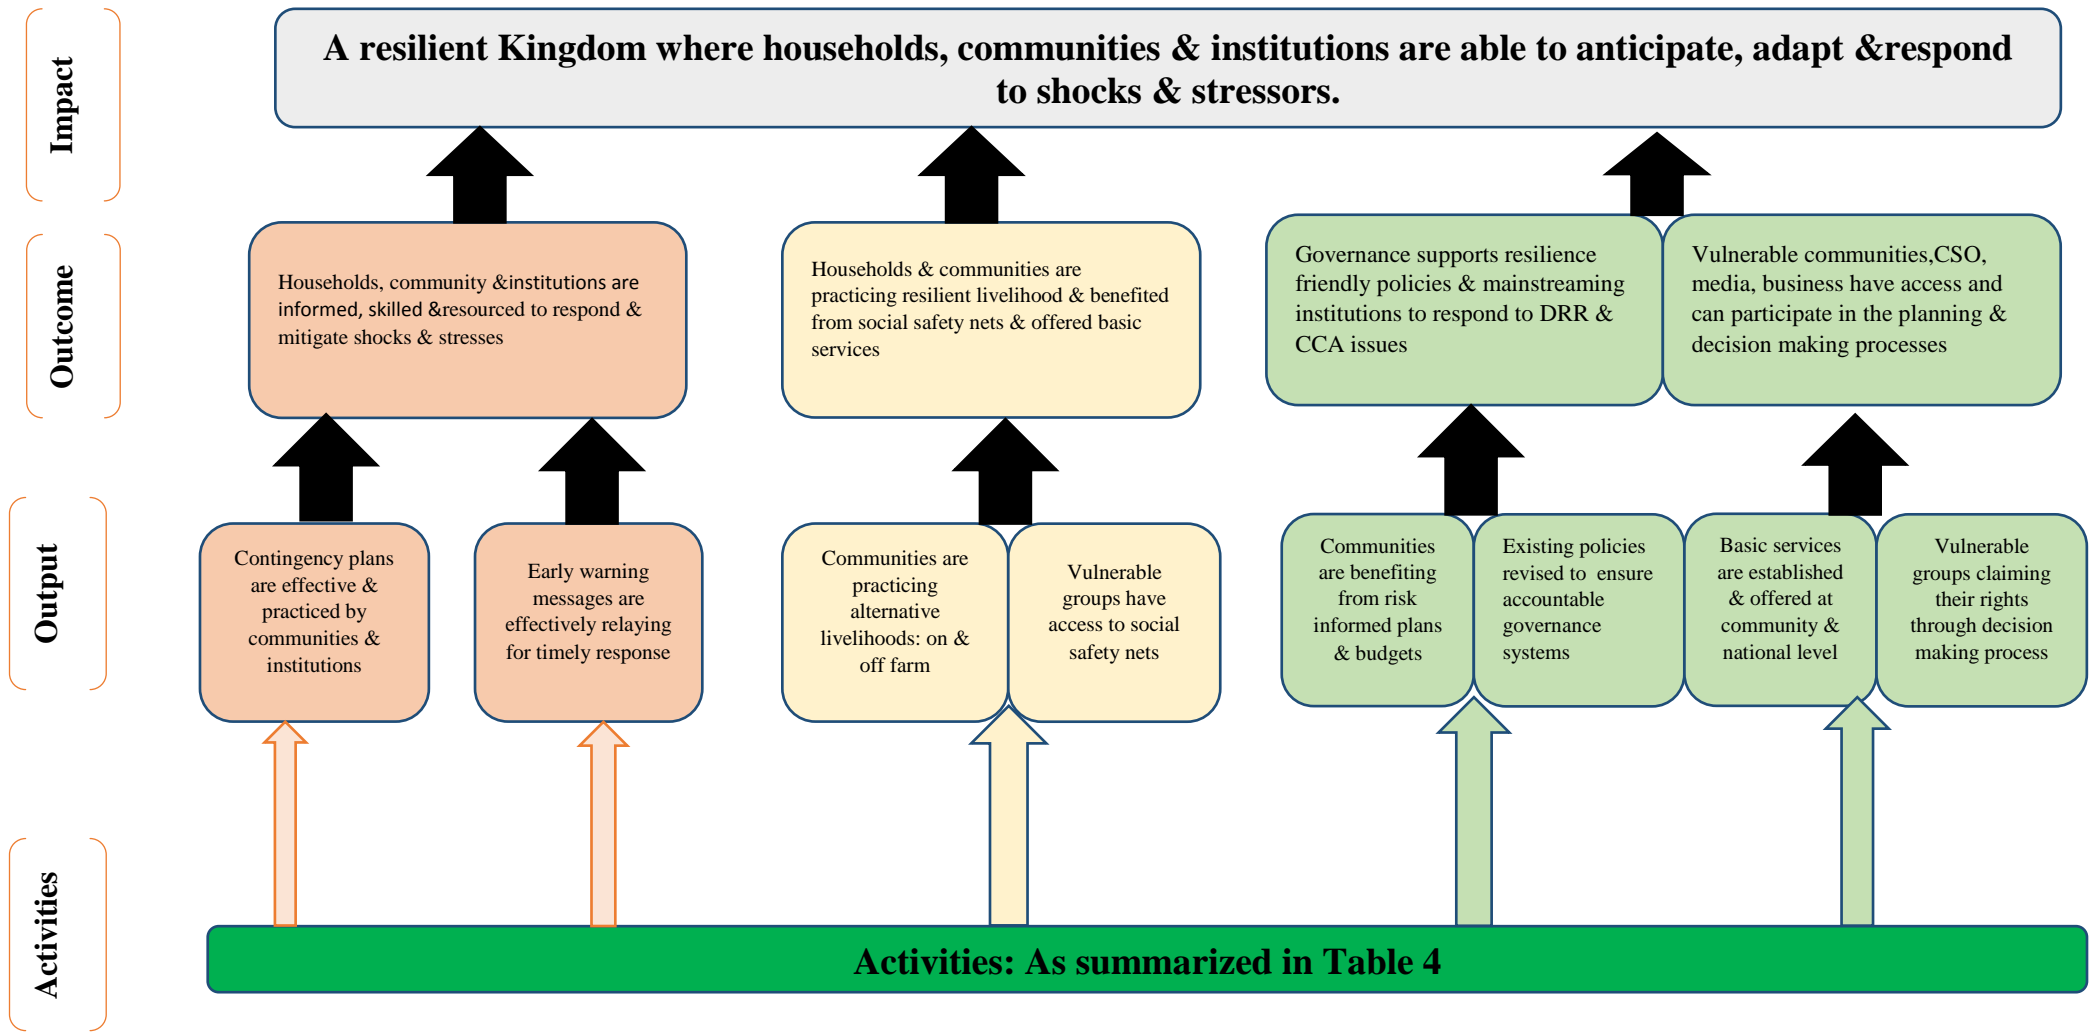 Impact
A resilient Kingdom where households, communities & institutions are able to anticipate, adapt &respond
to shocks & stressors.
Outcome
Households, community &institutions are
informed, skilled &resourced to respond &
mitigate shocks & stresses
Households & communities are
practicing resilient livelihood & benefited
from social safety nets & offered basic
services
Governance supports resilience
friendly policies & mainstreaming
institutions to respond to DRR &
CCA issues
Vulnerable communities,CSO,
media, business have access and
can participate in the planning &
decision making processes
Output
Contingency plans
are effective &
practiced by
communities &
institutions
Early warning
messages are
effectively relaying
for timely response
Communities are
practicing
alternative
livelihoods: on &
off farm
Vulnerable
groups have
access to social
safety nets
Communities
are benefiting
from risk
informed plans
& budgets
Existing policies
revised to ensure
accountable
governance
systems
Basic services
are established
& offered at
community &
national level
Vulnerable
groups claiming
their rights
through decision
making process
Activities
Activities: As summarized in Table 4